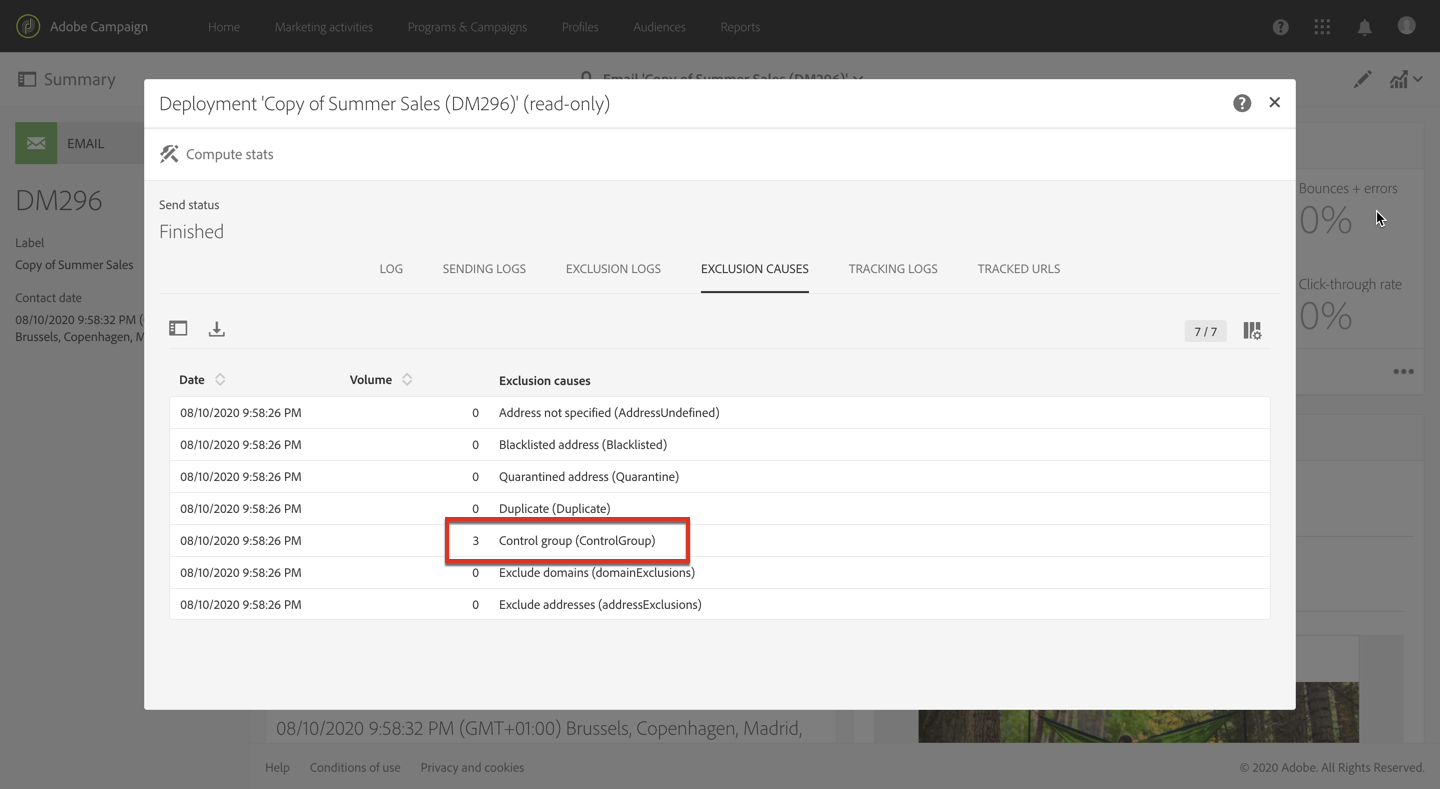 Adobe Campaign
Home Marketing activities Programs & Campaigns Profiles Audiences Reports
Summary
Email 'Copy of Summer Sales (DM296)'
Deployment 'Copy of Summer Sales (DM296)' (read-only)
Compute stats
EMAIL
DM296
Label
Copy of Summer Sales
Contact date
08/10/2020 9:58:32 PM (
Brussels, Copenhagen, M
Send status
Finished
Bounces + errors
0%
Click-through rate
0%
LOG SENDING LOGS EXCLUSION LOGS EXCLUSION CAUSES TRACKING LOGS TRACKED URLS
7 / 7
Date Volume Exclusion causes
08/10/2020 9:58:26 PM 0 Address not specified (AddressUndefined)
08/10/2020 9:58:26 PM 0 Blacklisted address (Blacklisted)
08/10/2020 9:58:26 PM 0 Quarantined address (Quarantine)
08/10/2020 9:58:26 PM 0 Duplicate (Duplicate)
08/10/2020 9:58:26 PM 3 Control group (ControlGroup)
08/10/2020 9:58:26 PM 0 Exclude domains (domainExclusions)
08/10/2020 9:58:26 PM 0 Exclude addresses (addressExclusions)
08/10/2020 9:58:32 PM (GMT+01:00) Brussels, Copenhagen, Madrid,
Help Conditions of use Privacy and cookies
© 2020 Adobe. All Rights Reserved.